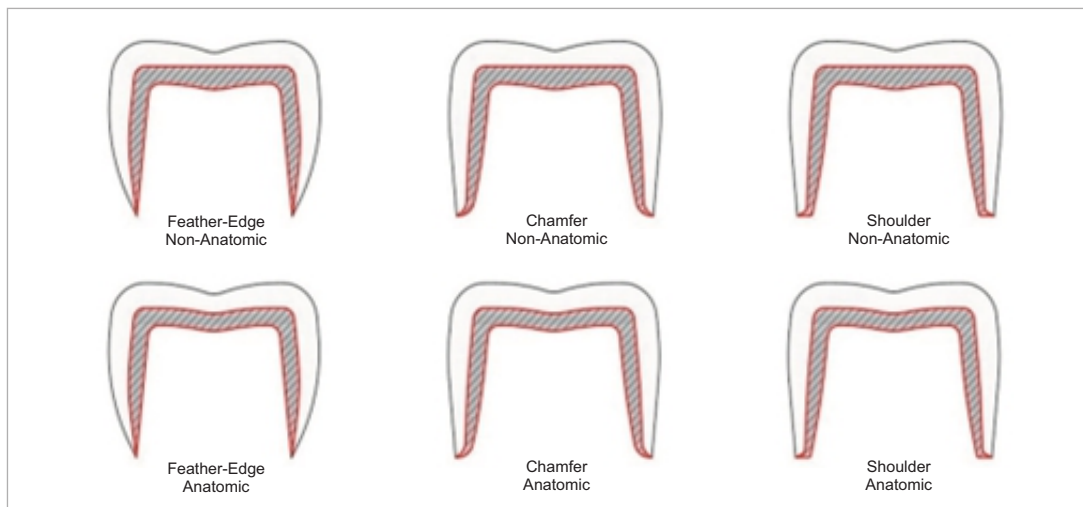 Feather-Edge
Non-Anatomic
Chamfer
Non-Anatomic
Shoulder
Non-Anatomic
Feather-Edge
Anatomic
Chamfer
Anatomic
Shoulder
Anatomic